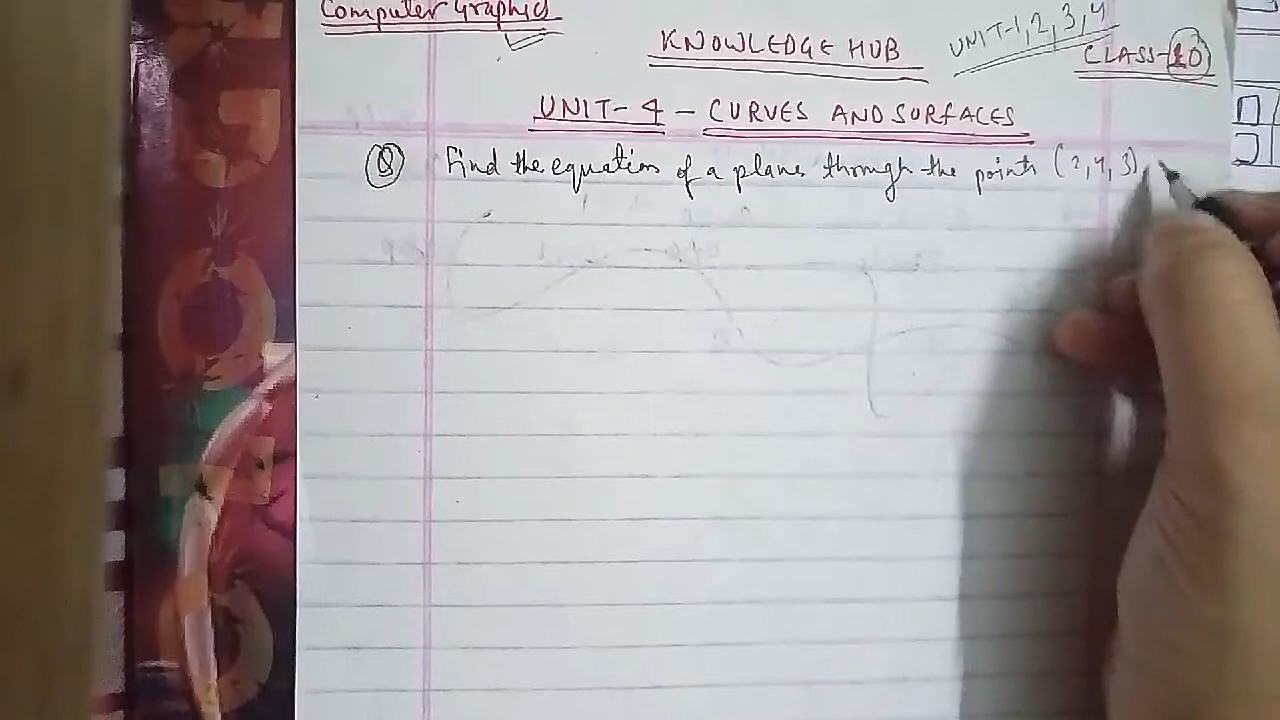 Computer Graphics
KNOWLEDGE HUB
UNIT-1,2,3,4
CLASS-10
UNIT-4 - CURVES AND SURFACES
Q Find the equation of a plane through the points (2,4,3),